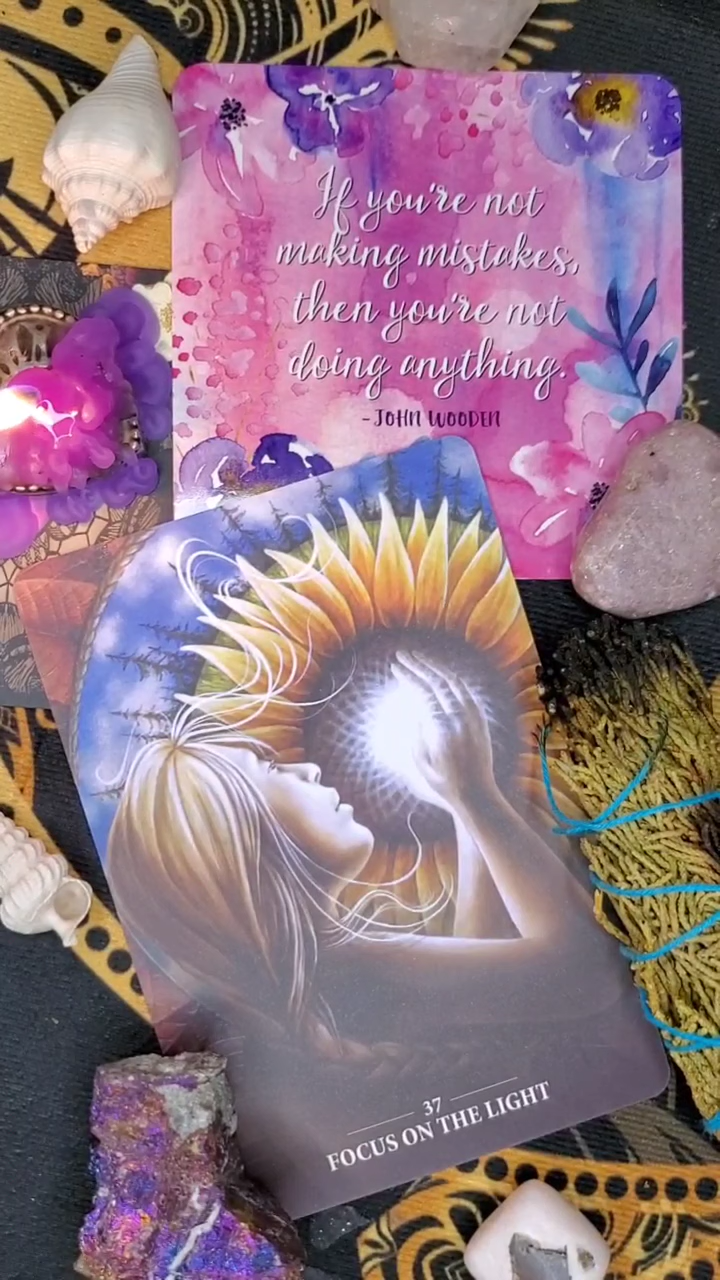 If you're not
making mistakes,
then you're not
doing anything.
- JOHN WOODEN
37
FOCUS ON THE LIGHT